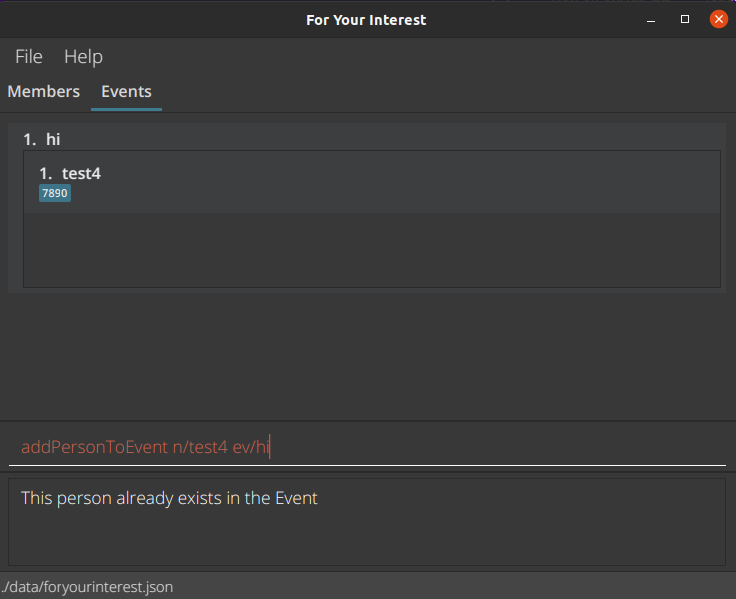 For Your Interest
File Help
Members Events
1. hi
1. test4
7890
addPersonToEvent n/test4 ev/hi
This person already exists in the Event
./data/foryourinterest.json